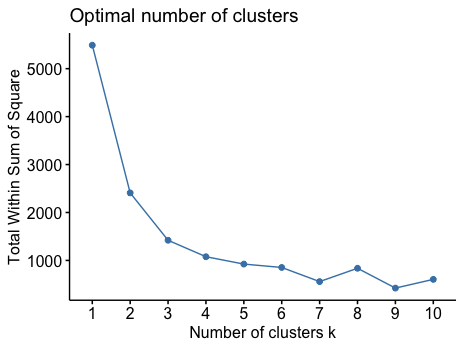 Optimal number of clusters
Total Within Sum of Square
5000
4000
3000
2000
1000
1 2 3 4 5 6 7 8 9 10
Number of clusters k